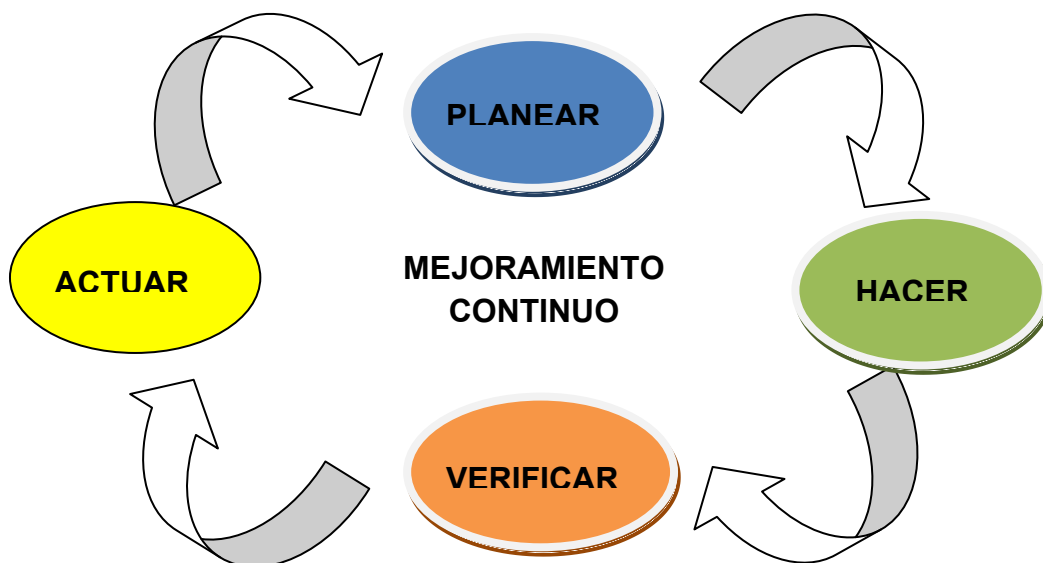 PLANEAR
ACTUAR
MEJORAMIENTO
CONTINUO
HACER
VERIFICAR